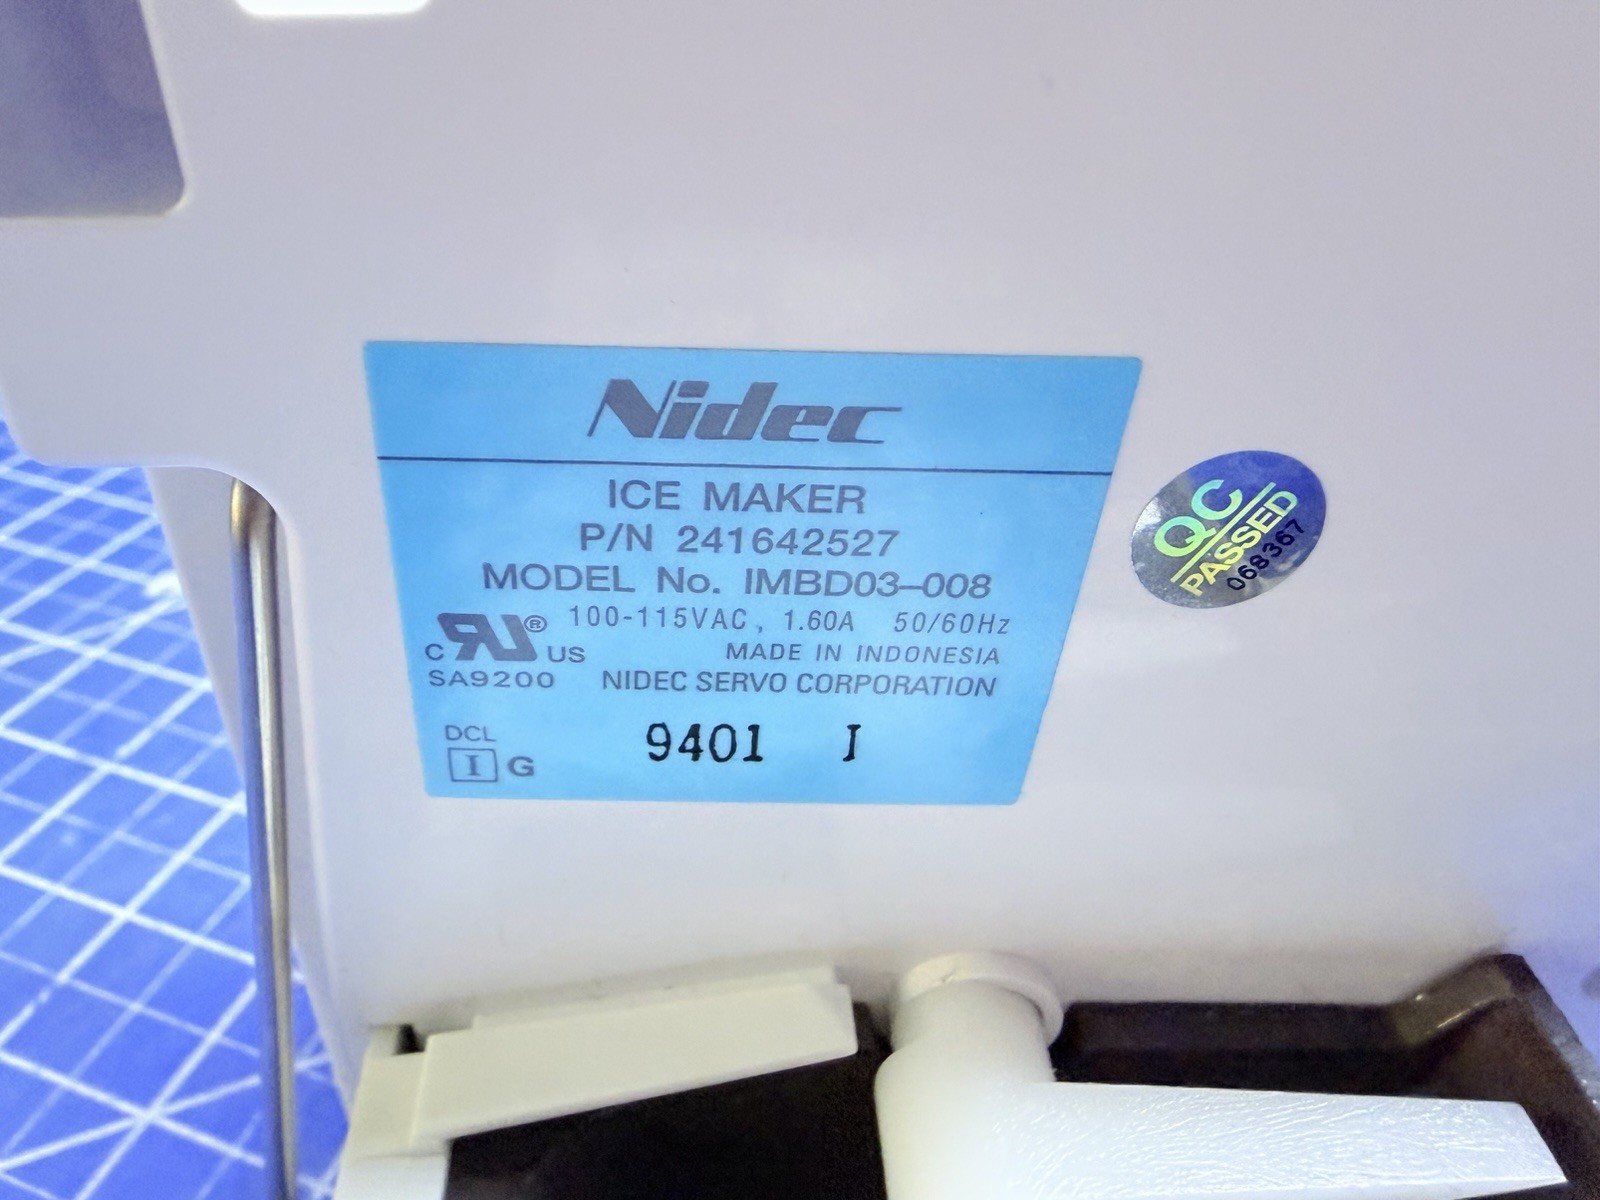 Nidec
ICE MAKER
P/N 241642527
MODEL No. IMBD03-008
100-115VAC, 1.60A 50/60Hz
C RU® US
MADE IN INDONESIA
SA9200 NIDEC SERVO CORPORATION
DCL
I G
9401 I
QC
PASSED
068367